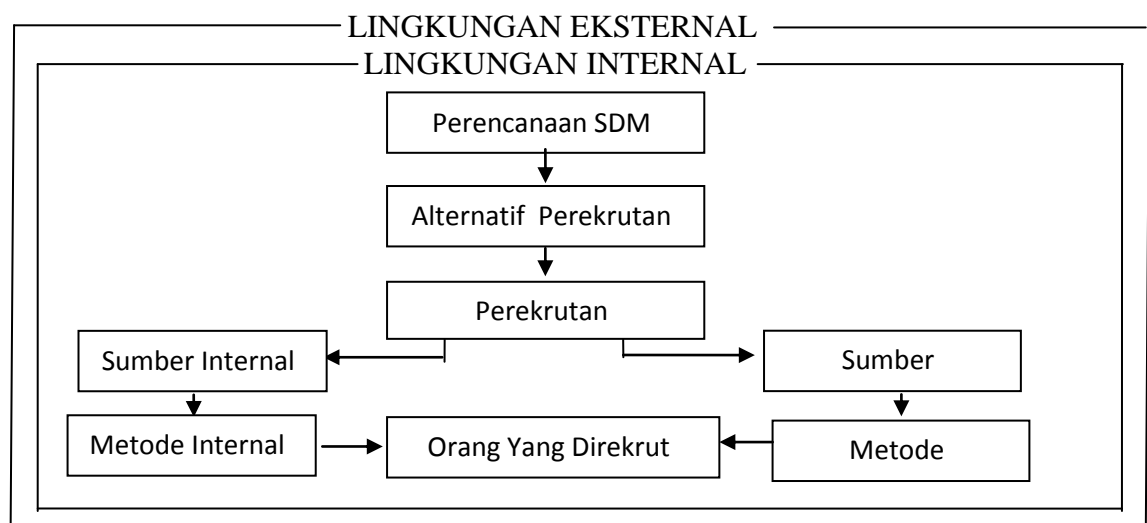 LINGKUNGAN EKSTERNAL
LINGKUNGAN INTERNAL
Perencanaan SDM
Alternatif Perekrutan
Perekrutan
Sumber Internal
Sumber
Metode Internal
Orang Yang Direkrut
Metode